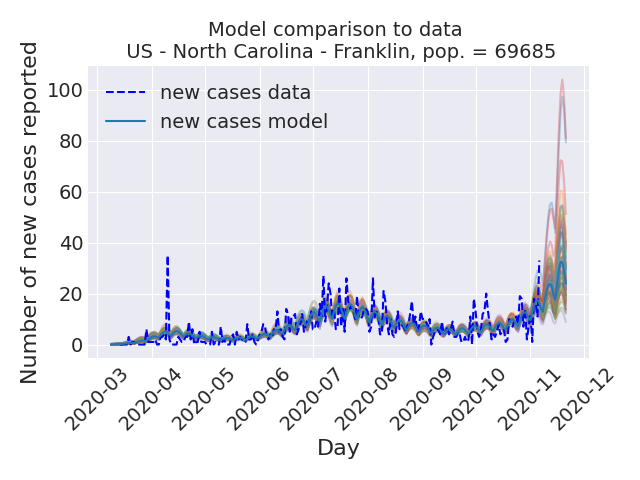 Model comparison to data
US - North Carolina - Franklin, pop. = 69685
Number of new cases reported
100
80
60
40
20
0
new cases data
new cases model
2020-03
2020-04
2020-05
2020-06
2020-07
2020-08
2020-09
2020-10
2020-11
2020-12
Day